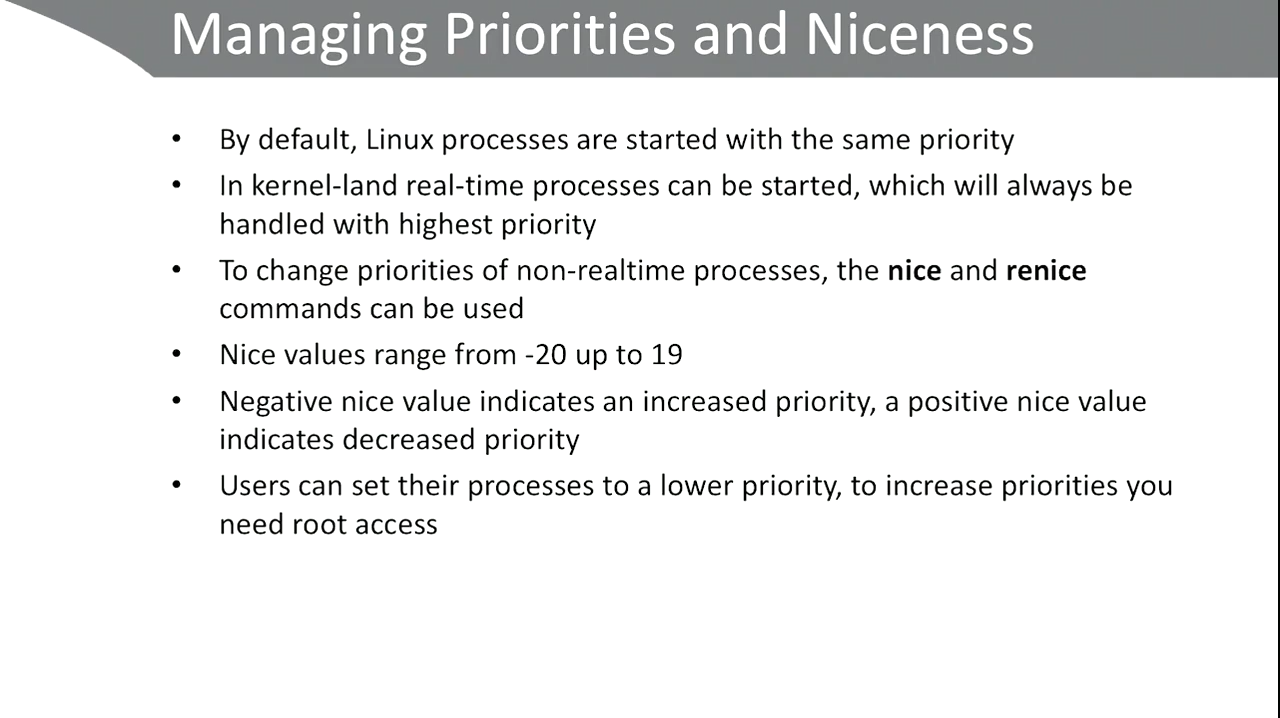 Managing Priorities and Niceness
• By default, Linux processes are started with the same priority
• In kernel-land real-time processes can be started, which will always be
handled with highest priority
• To change priorities of non-realtime processes, the nice and renice
commands can be used
• Nice values range from -20 up to 19
• Negative nice value indicates an increased priority, a positive nice value
indicates decreased priority
• Users can set their processes to a lower priority, to increase priorities you
need root access